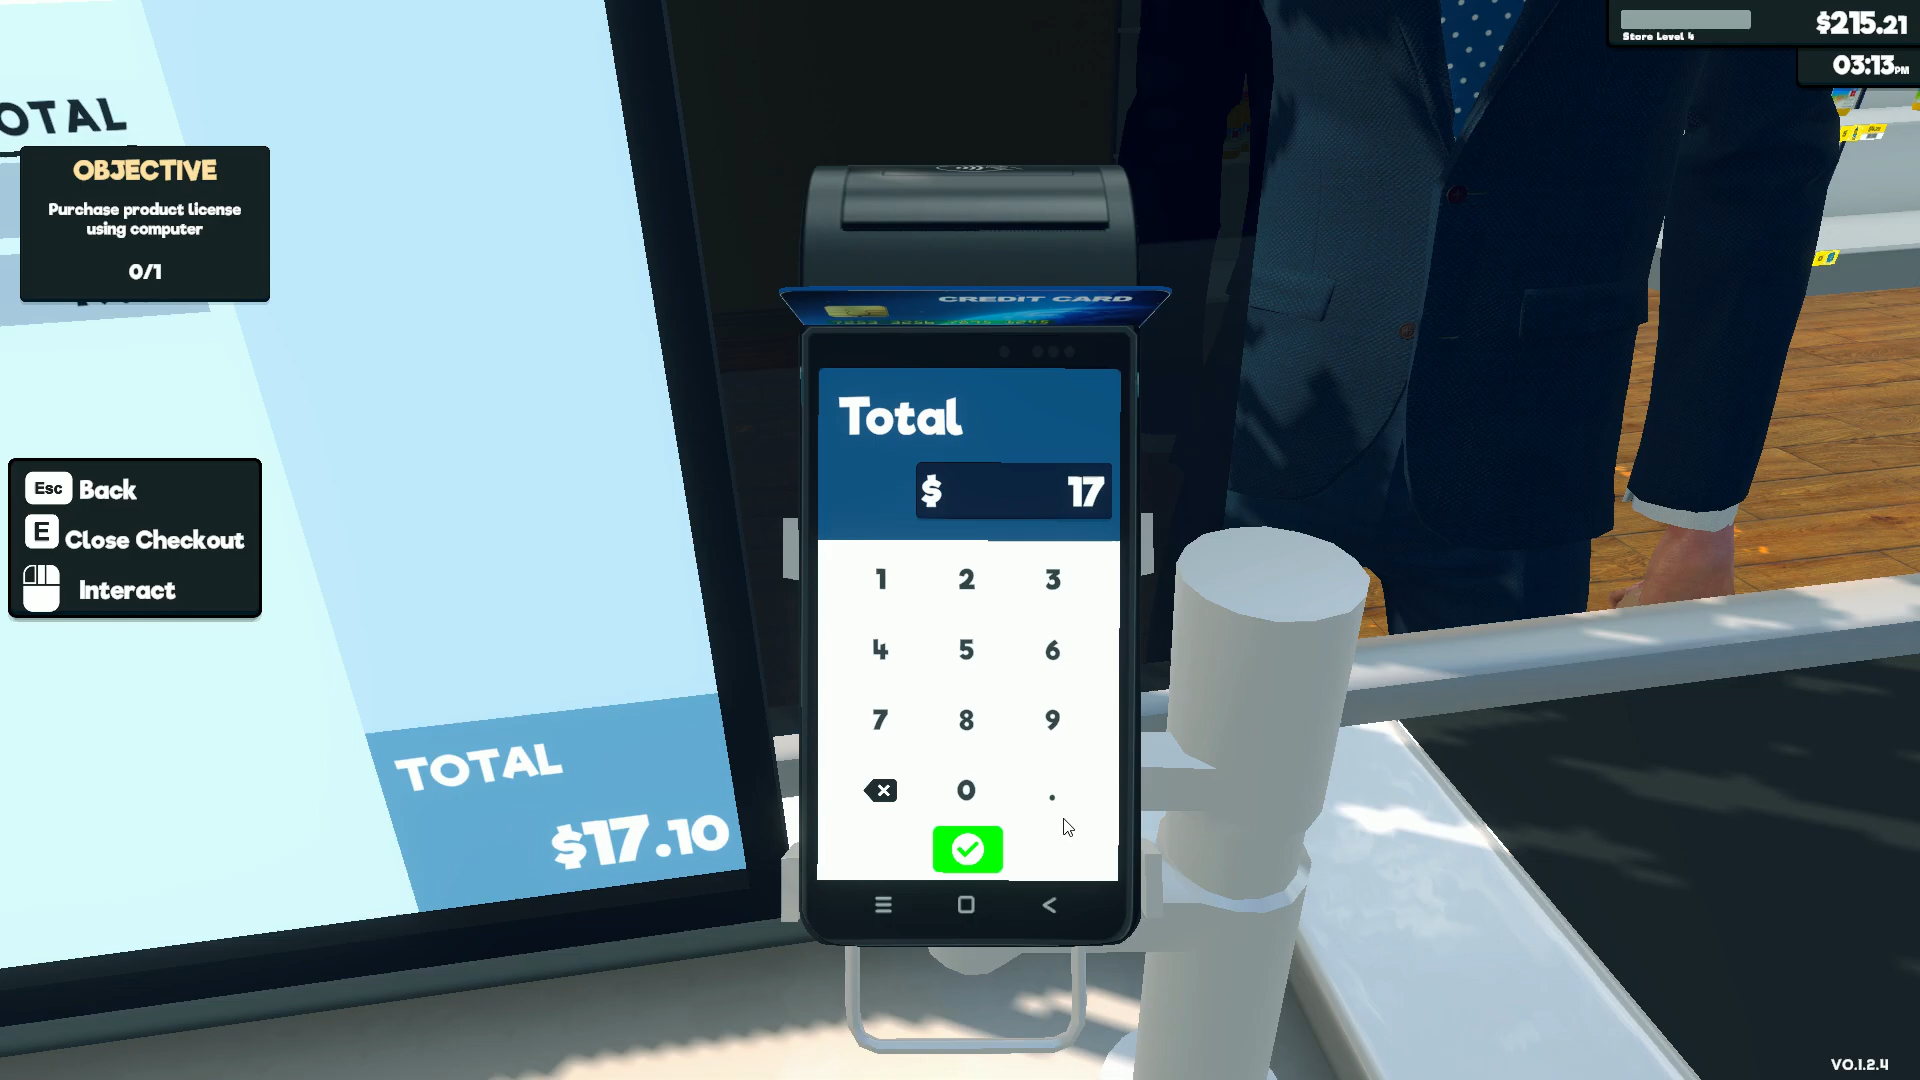 $215.21
Store Level 4
03:13PM
OTAL
OBJECTIVE
Purchase product license
using computer
0/1
CREDIT CARD
Total
$ 17
Esc Back
E Close Checkout
Interact
1 2 3
4 5 6
7 8 9
0 .
TOTAL
$17.10
V0.1.2.4